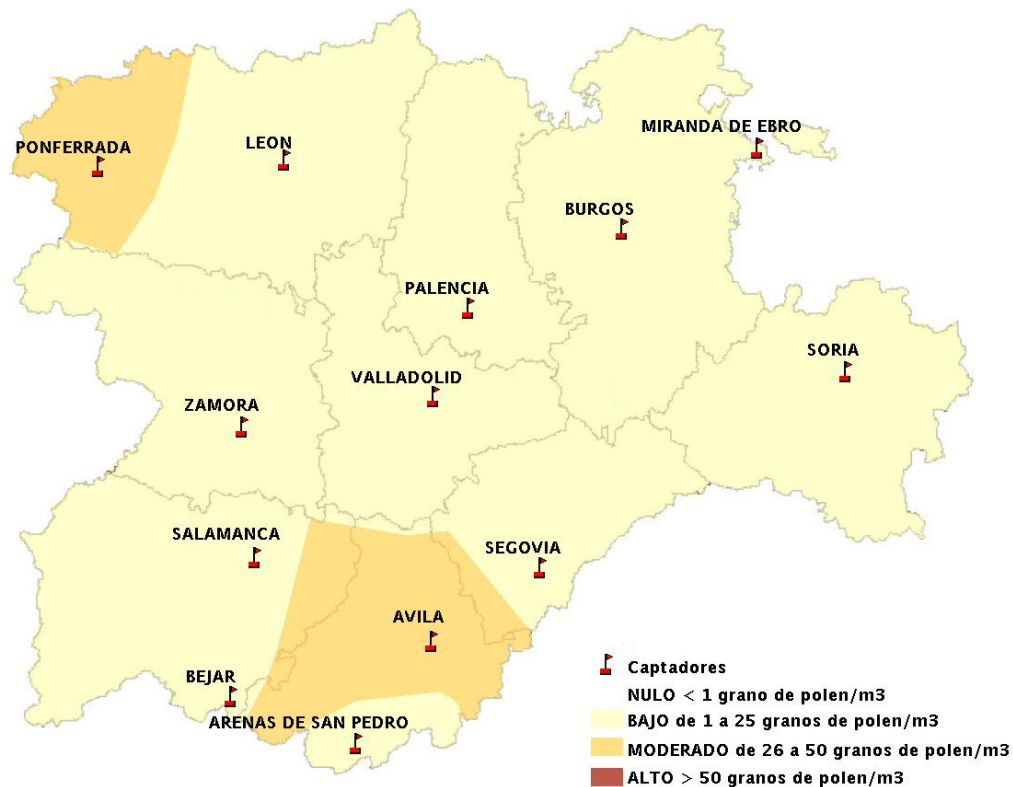 MIRANDA DE EBRO
PONFERRADA
LEON
BURGOS
PALENCIA
SORIA
VALLADOLID
ZAMORA
SALAMANCA
SEGOVIA
AVILA
BEJAR
ARENAS DE SAN PEDRO
Captadores
NULO < 1 grano de polen/m3
BAJO de 1 a 25 granos de polen/m3
MODERADO de 26 a 50 granos de polen/m3
ALTO > 50 granos de polen/m3